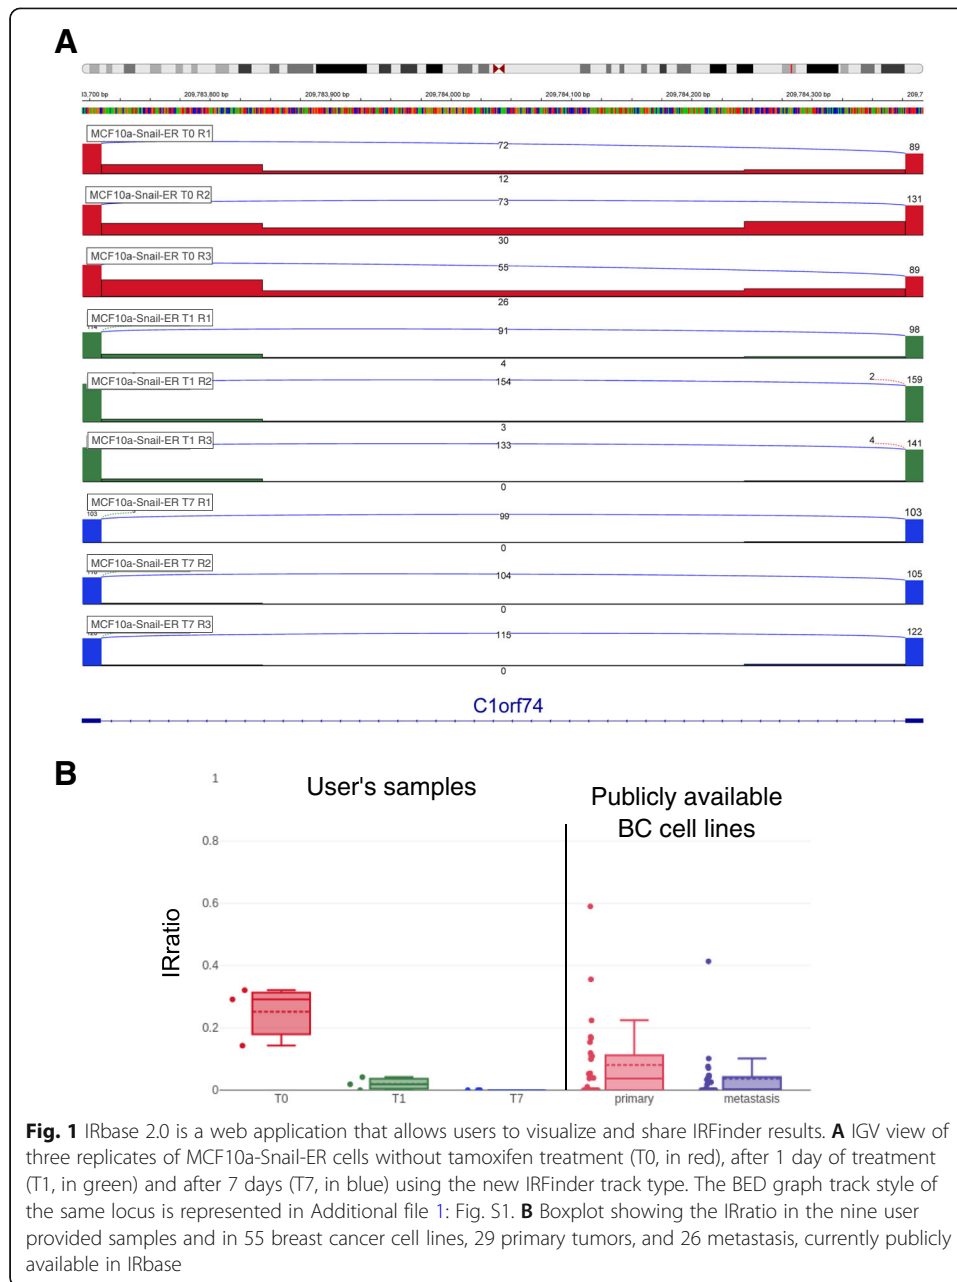 A
3,700 bp 209,783,800 bp 209,783,900 bp 209,784,000 bp 209,784,100 bp 209,784,200 bp 209,784,300 bp 209,7
MCF10a-Snail-ER T0 R1
72
89
12
MCF10a-Snail-ER T0 R2
73
131
30
MCF10a-Snail-ER T0 R3
55
89
26
MCF10a-Snail-ER T1 R1
91
98
4
MCF10a-Snail-ER T1 R2
154
2
159
3
MCF10a-Snail-ER T1 R3
133
4
141
0
MCF10a-Snail-ER T7 R1
103
99
103
0
MCF10a-Snail-ER T7 R2
104
105
0
MCF10a-Snail-ER T7 R3
115
122
0
C1orf74
B
User's samples
Publicly available
BC cell lines
IRratio
1
0.8
0.6
0.4
0.2
0
T0 T1 T7 primary metastasis
Fig. 1 IRbase 2.0 is a web application that allows users to visualize and share IRFinder results. A IGV view of
three replicates of MCF10a-Snail-ER cells without tamoxifen treatment (T0, in red), after 1 day of treatment
(T1, in green) and after 7 days (T7, in blue) using the new IRFinder track type. The BED graph track style of
the same locus is represented in Additional file 1: Fig. S1. B Boxplot showing the IRratio in the nine user
provided samples and in 55 breast cancer cell lines, 29 primary tumors, and 26 metastasis, currently publicly
available in IRbase